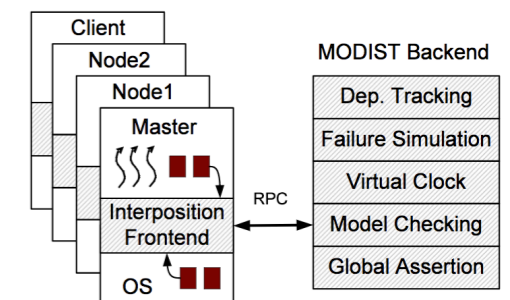 Client
Node2
Node1
Master
Interposition
Frontend
OS
RPC
MODIST Backend
Dep. Tracking
Failure Simulation
Virtual Clock
Model Checking
Global Assertion